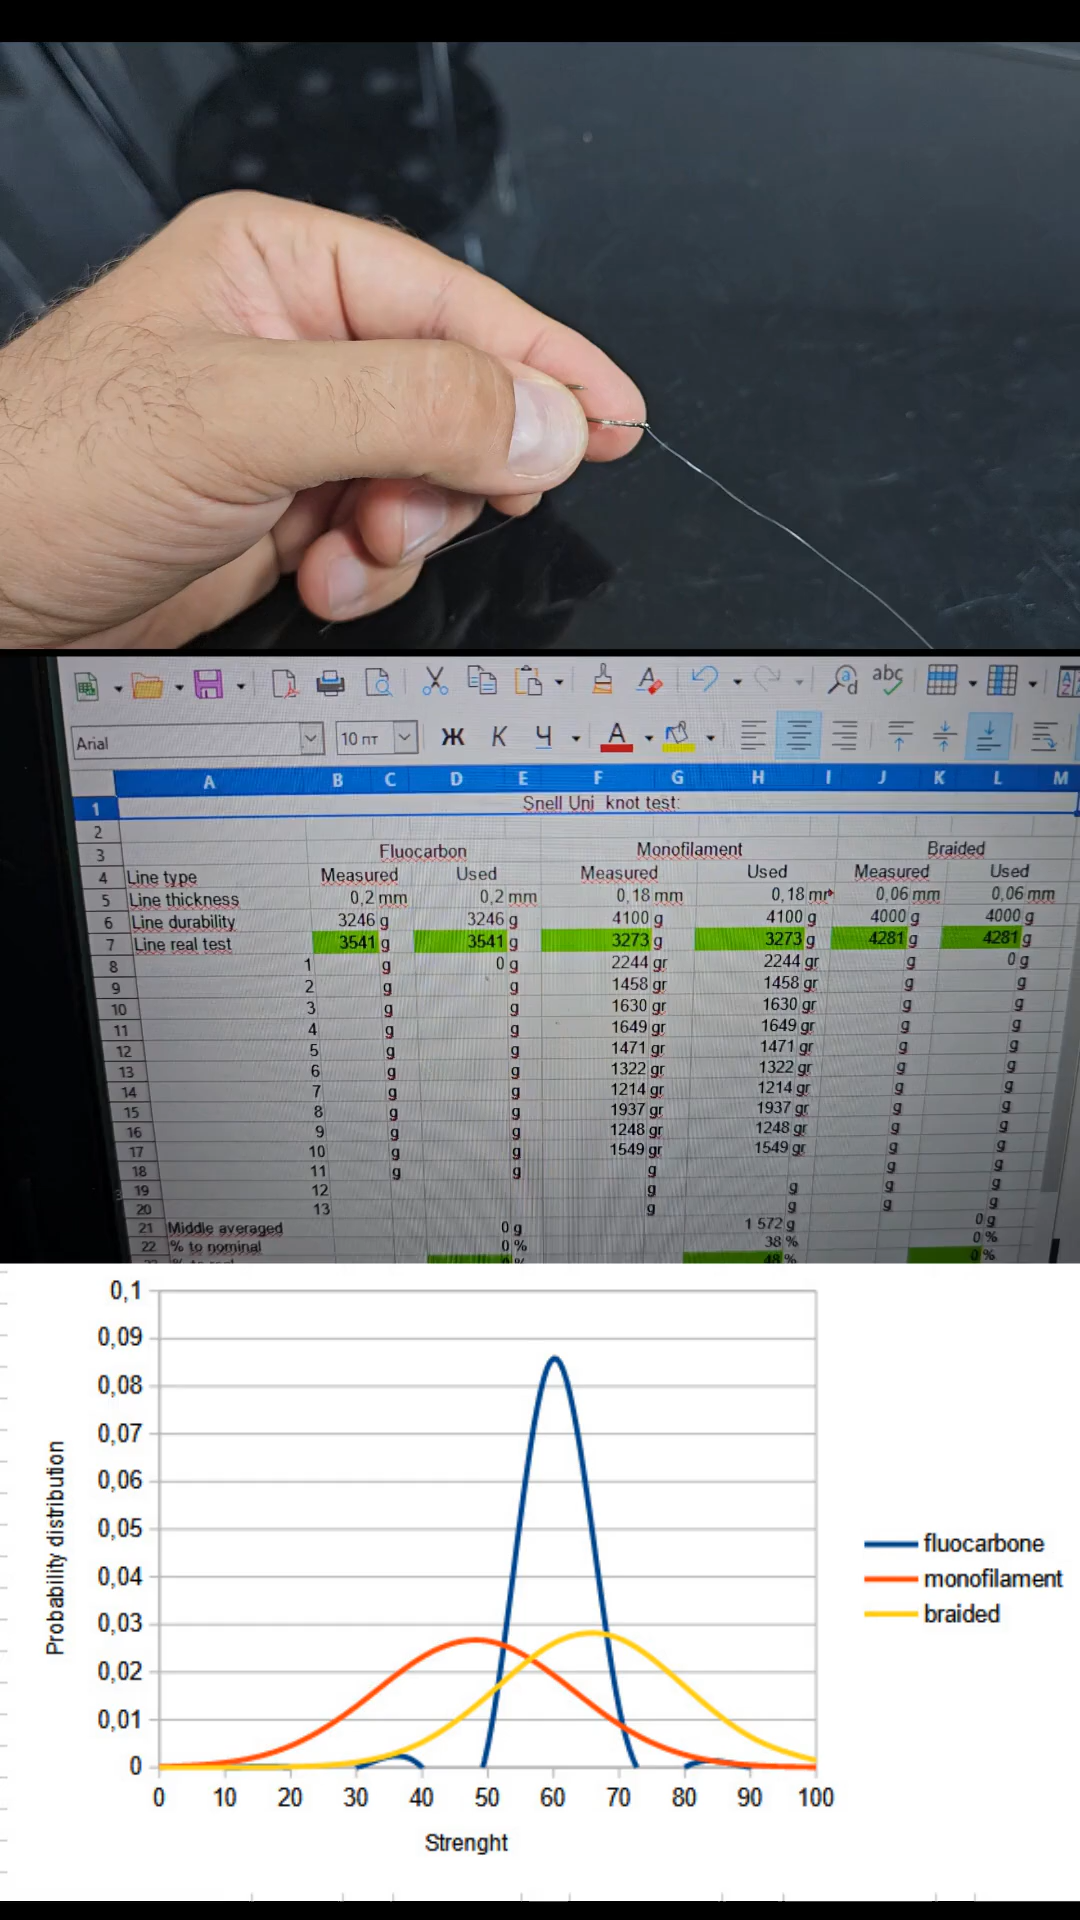 abc
Arial
10 пт
Ж К Ч A
A B C D E F G H I J K L M
1 Snell Uni knot test:
2
3 Fluocarbon Monofilament Braided
4 Line type Measured Used Measured Used Measured Used
5 Line thickness 0,2 mm 0,2 mm 0,18 mm 0,18 mm 0,06 mm 0,06 mm
6 Line durability 3246 g 3246 g 4100 g 4100 g 4000 g 4000 g
7 Line real test 3541 g 3541 g 3273 g 3273 g 4281 g 4281 g
8 1 g 0 g 2244 gr 2244 gr g 0 g
9 2 g g 1458 gr 1458 gr g g
10 3 g g 1630 gr 1630 gr g g
11 4 g g 1649 gr 1649 gr g g
12 5 g g 1471 gr 1471 gr g g
13 6 g g 1322 gr 1322 gr g g
14 7 g g 1214 gr 1214 gr g g
15 8 g g 1937 gr 1937 gr g g
16 9 g g 1248 gr 1248 gr g g
17 10 g g 1549 gr 1549 gr g g
18 11 g g g g g
19 12 g g g g
20 13 g g g g
21 Middle averaged 0 g 1 572 g 0 g
22 % to nominal 0 % 38 % 0 %
48 % 0 %
0,1
0,09
0,08
0,07
0,06
0,05
0,04
0,03
0,02
0,01
0
Probability distribution
0 10 20 30 40 50 60 70 80 90 100
Strenght
fluocarbone
monofilament
braided